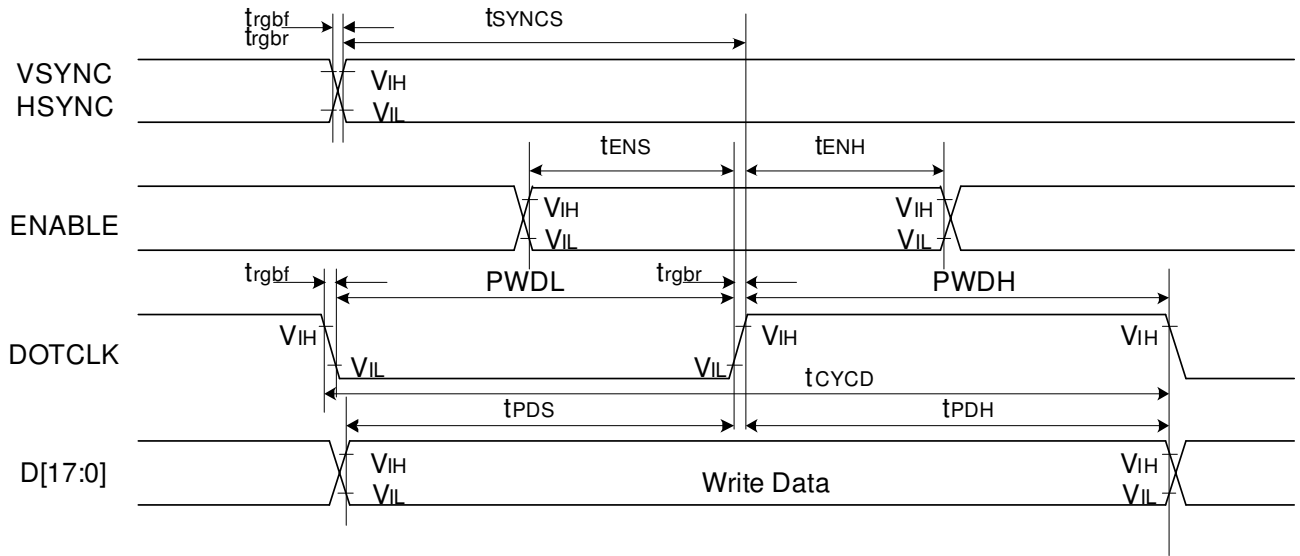 trgbf
trgbr
tSYNCS
VSYNC
HSYNC
VIH
VIL
tENS
tENH
ENABLE
VIH
VIL
VIH
VIL
trgbf
PWDL
trgbr
PWDH
DOTCLK
VIH
VIL
VIL
VIH
VIH
tCYCD
tPDS
tPDH
D[17:0]
VIH
VIL
Write Data
VIH
VIL